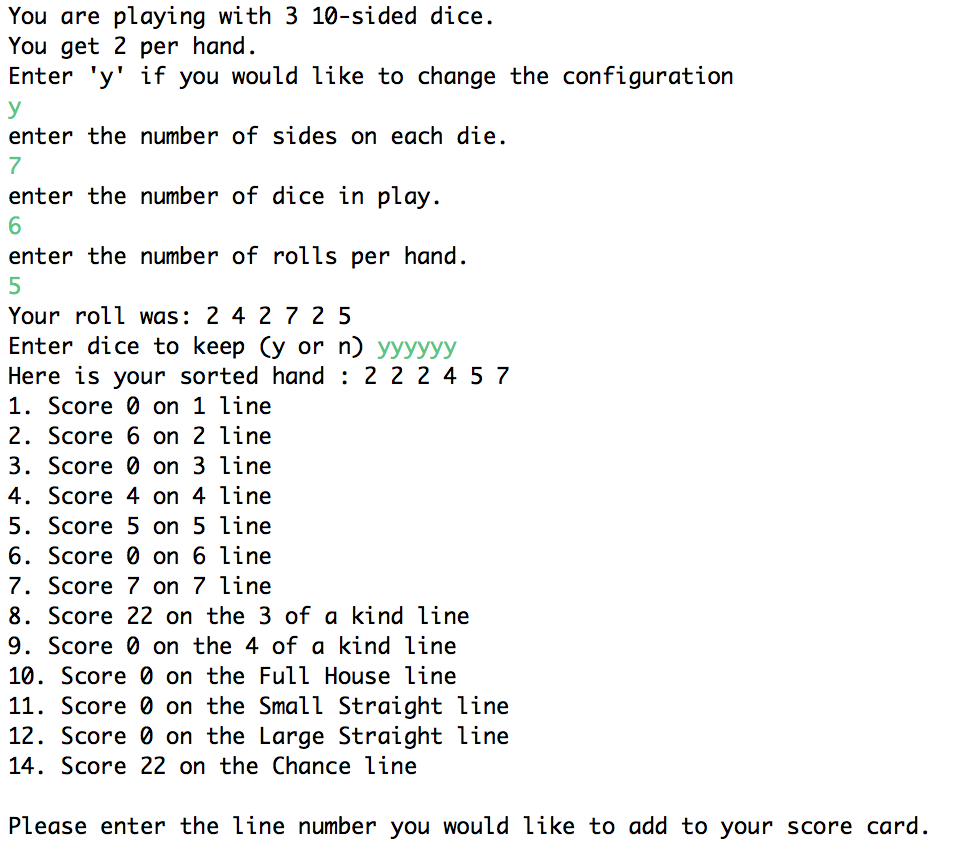 You are playing with 3 10-sided dice.
You get 2 per hand.
Enter 'y' if you would like to change the configuration
y
enter the number of sides on each die.
7
enter the number of dice in play.
6
enter the number of rolls per hand.
5
Your roll was: 2 4 2 7 2 5
Enter dice to keep (y or n) yyyyyy
Here is your sorted hand : 2 2 2 4 5 7
1. Score 0 on 1 line
2. Score 6 on 2 line
3. Score 0 on 3 line
4. Score 4 on 4 line
5. Score 5 on 5 line
6. Score 0 on 6 line
7. Score 7 on 7 line
8. Score 22 on the 3 of a kind line
9. Score 0 on the 4 of a kind line
10. Score 0 on the Full House line
11. Score 0 on the Small Straight line
12. Score 0 on the Large Straight line
14. Score 22 on the Chance line
Please enter the line number you would like to add to your score card.